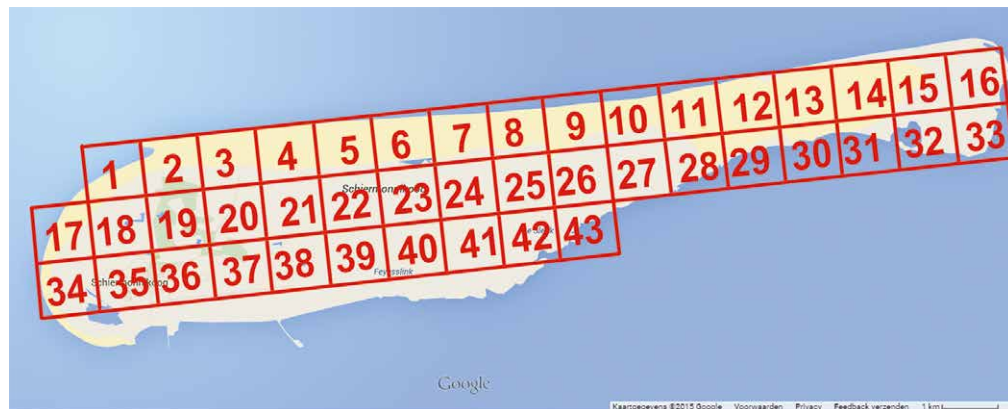 1 2 3 4 5 6 7 8 9 10 11 12 13 14 15 16
17 18 19 20 21 22 23 24 25 26 27 28 29 30 31 32 33
Schiermonnikoog
34 35 36 37 38 39 40 41 42 43
Schiermonnikoog
Google
Kaartgegevens ©2015 Google Voorwaarden Privacy Feedback verzenden 1 km